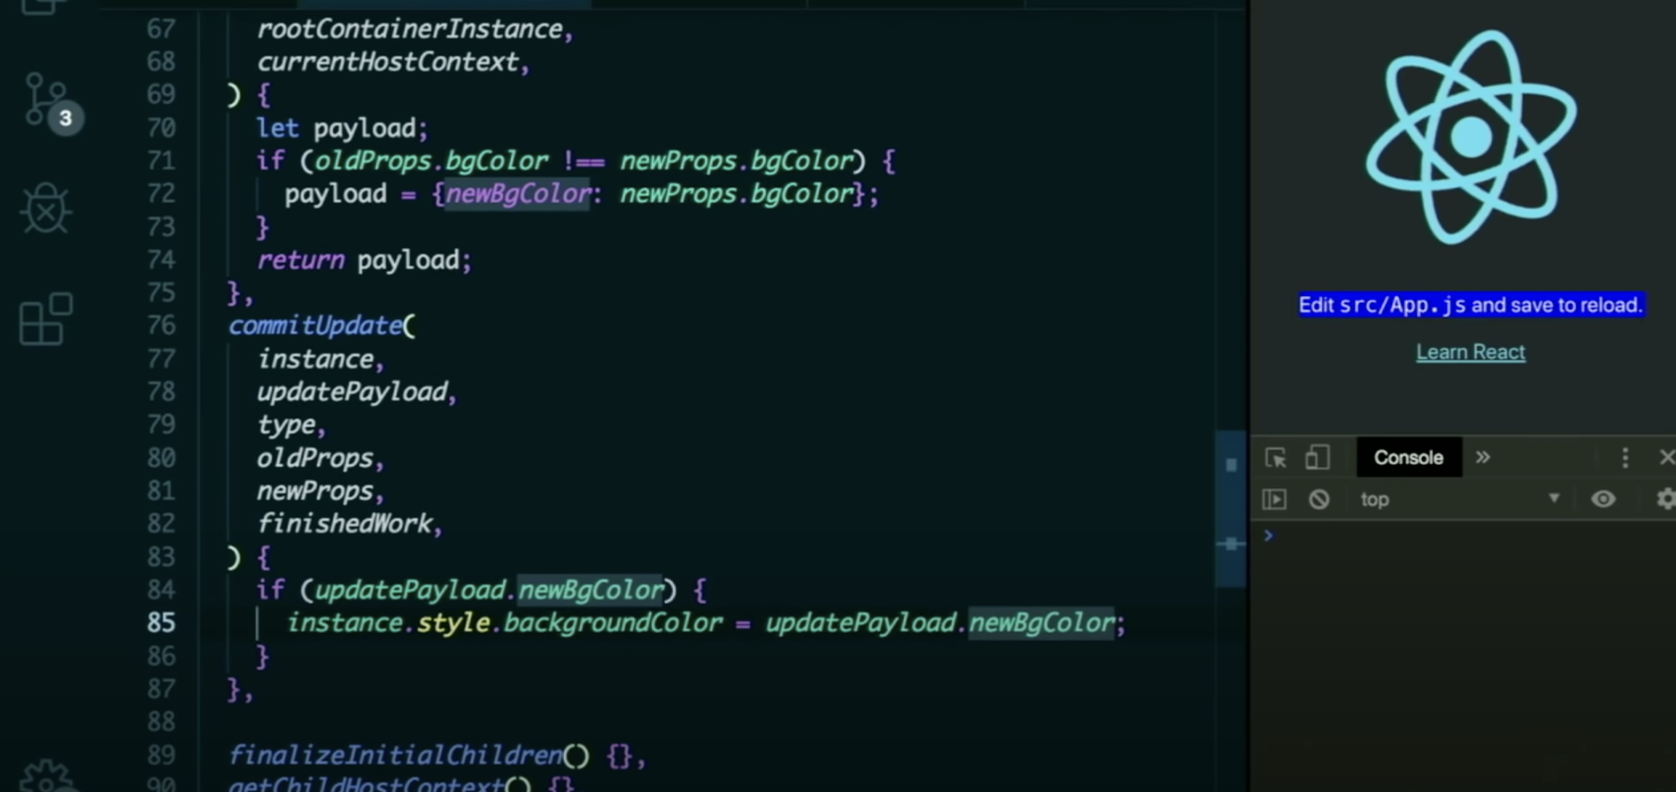 67 rootContainerInstance,
68 currentHostContext,
69 ) {
70 let payload;
71 if (oldProps.bgColor !== newProps.bgColor) {
72 payload = {newBgColor: newProps.bgColor};
73 }
74 return payload;
75 },
76 commitUpdate(
77 instance,
78 updatePayload,
79 type,
80 oldProps,
81 newProps,
82 finishedWork,
83 ) {
84 if (updatePayload.newBgColor) {
85 instance.style.backgroundColor = updatePayload.newBgColor;
86 }
87 },
88
89 finalizeInitialChildren() {},
90 getChildHostContext() {}
3
Edit src/App.js and save to reload.
Learn React
Console »
top